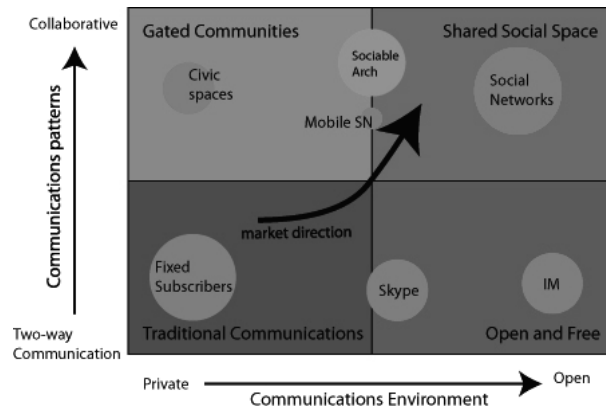 Collaborative
Communications patterns
Two-way
Communication
Gated Communities
Shared Social Space
Civic
spaces
Sociable
Arch
Social
Networks
Mobile SN
market direction
Fixed
Subscribers
Skype
IM
Traditional Communications
Open and Free
Private
Open
Communications Environment